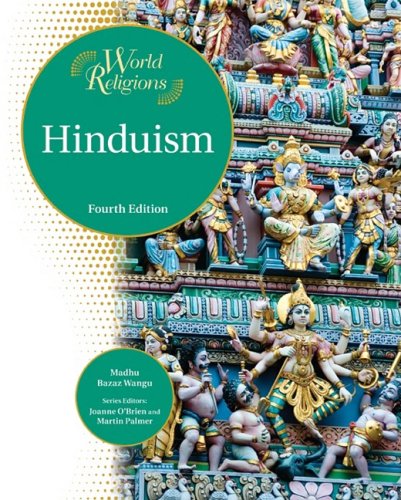 World
Religions
Hinduism
Fourth Edition
Madhu
Bazaz Wangu
Series Editors:
Joanne O'Brien and
Martin Palmer